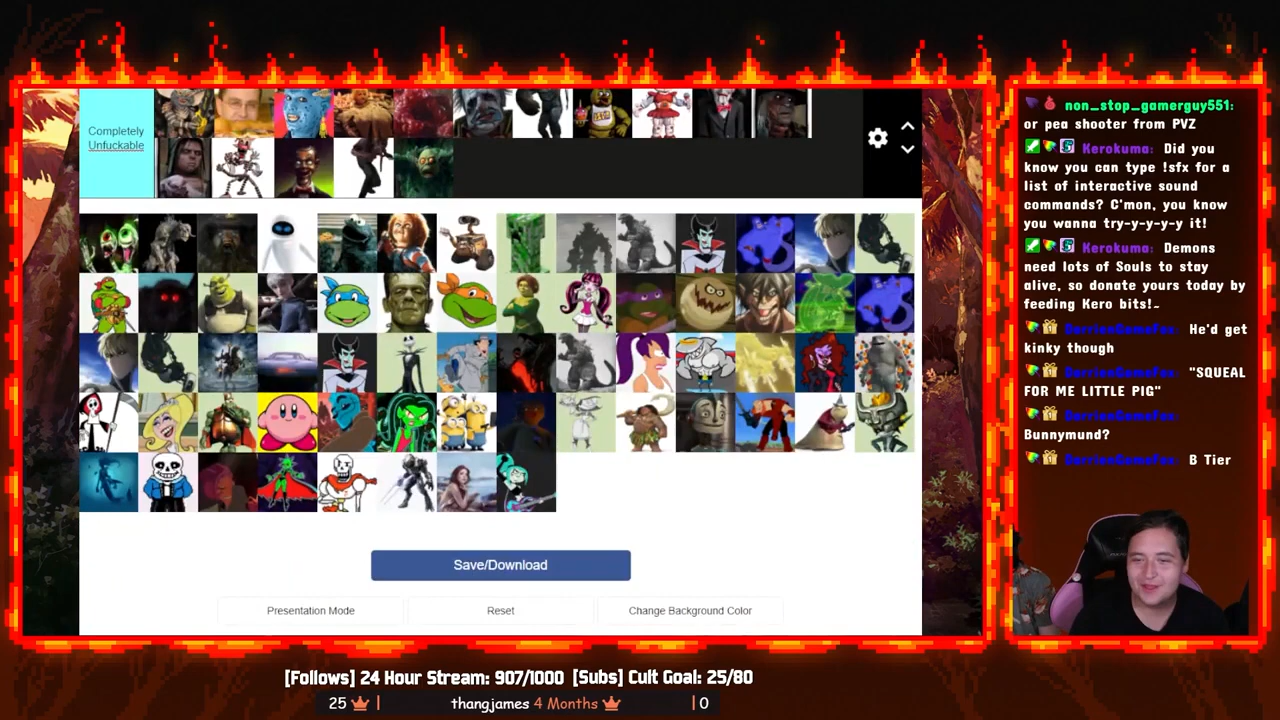 Completely
Unfuckable
non_stop_gamerguy551:
or pea shooter from PVZ
Kerokuma: Did you
know you can type !sfx for a
list of interactive sound
commands? C'mon, you know
you wanna try-y-y-y-y it!
Kerokuma: Demons
need lots of Souls to stay
alive, so donate yours today by
feeding Kero bits!~
DarrienGameFox: He'd get
kinky though
DarrienGameFox: "SQUEAL
FOR ME LITTLE PIG"
DarrienGameFox:
Bunnymund?
DarrienGameFox: B Tier
Save/Download
Presentation Mode
Reset
Change Background Color
[Follows] 24 Hour Stream: 907/1000 [Subs] Cult Goal: 25/80
25 | thangjames 4 Months | 0